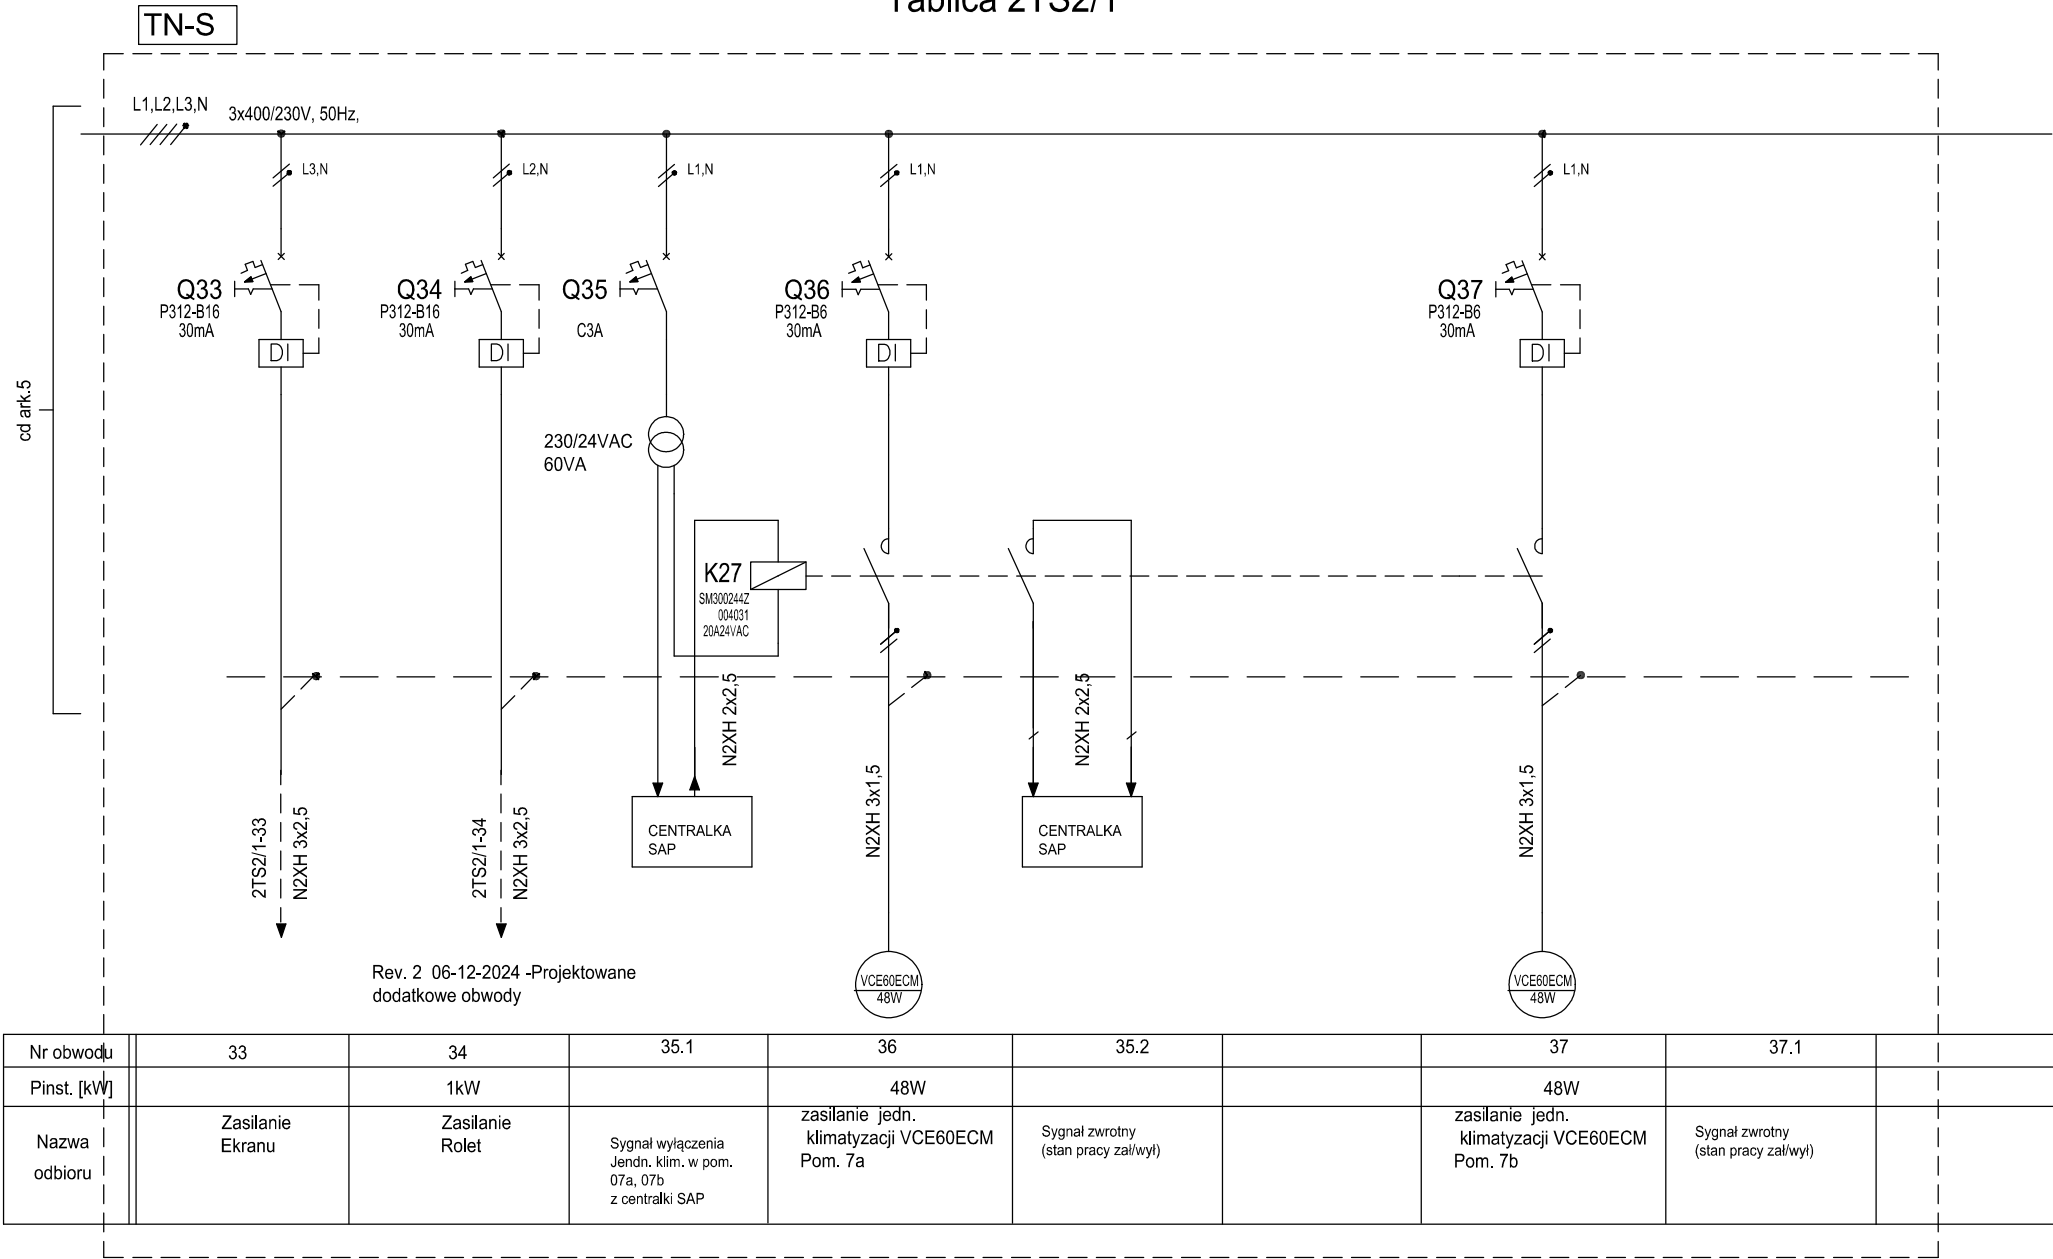 Tablica 2TS2/1
TN-S
L1,L2,L3,N
3x400/230V, 50Hz,
L3,N
L2,N
L1,N
L1,N
L1,N
Q33
P312-B16
30mA
DI
Q34
P312-B16
30mA
DI
Q35
C3A
Q36
P312-B6
30mA
DI
Q37
P312-B6
30mA
DI
cd ark.5
230/24VAC
60VA
K27
SM300244Z
004031
20A24VAC
N2XH 2x2,5
N2XH 2x2,5
N2XH 3x1,5
N2XH 3x1,5
2TS2/1-33
N2XH 3x2,5
2TS2/1-34
N2XH 3x2,5
CENTRALKA
SAP
CENTRALKA
SAP
Rev. 2 06-12-2024 -Projektowane
dodatkowe obwody
VCE60ECM
48W
VCE60ECM
48W
Nr obwodu 33 34 35.1 36 35.2 37 37.1
Pinst. [kW] 1kW 48W 48W
Nazwa
odbioru
Zasilanie
Ekranu
Zasilanie
Rolet
Sygnał wyłączenia
Jendn. klim. w pom.
07a, 07b
z centralki SAP
zasilanie jedn.
klimatyzacji VCE60ECM
Pom. 7a
Sygnał zwrotny
(stan pracy zał/wył)
zasilanie jedn.
klimatyzacji VCE60ECM
Pom. 7b
Sygnał zwrotny
(stan pracy zał/wył)